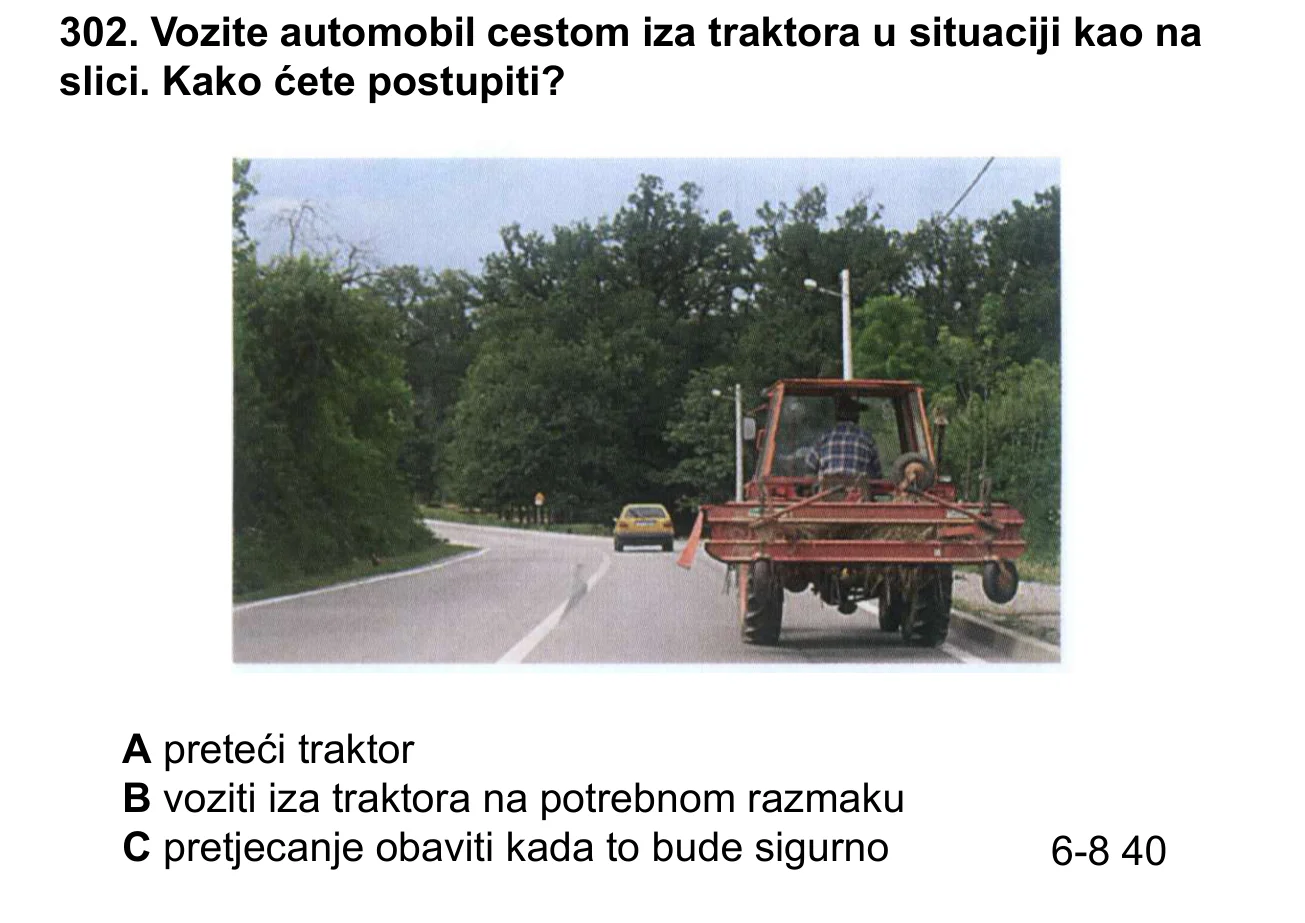 302. Vozite automobil cestom iza traktora u situaciji kao na
slici. Kako ćete postupiti?
A preteći traktor
B voziti iza traktora na potrebnom razmaku
C pretjecanje obaviti kada to bude sigurno
6-8 40